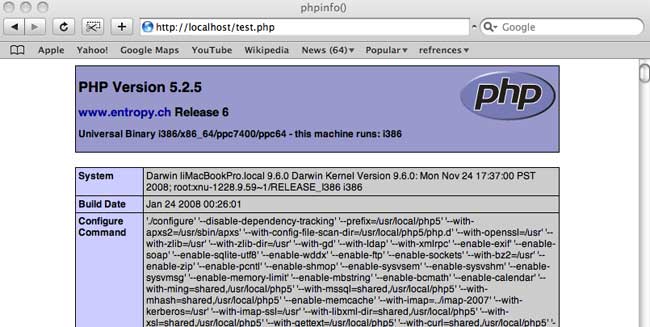 phpinfo()
http://localhost/test.php
Google
Apple Yahoo! Google Maps YouTube Wikipedia News (64) Popular refrences
PHP Version 5.2.5
php
www.entropy.ch Release 6
Universal Binary i386/x86_64/ppc7400/ppc64 - this machine runs: i386
System Darwin liMacBookPro.local 9.6.0 Darwin Kernel Version 9.6.0: Mon Nov 24 17:37:00 PST
2008; root:xnu-1228.9.59~1/RELEASE_I386 i386
Build Date Jan 24 2008 00:26:01
Configure './configure' '--disable-dependency-tracking' '--prefix=/usr/local/php5' '--with-
Command apxs2=/usr/sbin/apxs' '--with-config-file-scan-dir=/usr/local/php5/php.d' '--with-openssl=/usr' '--
with-zlib=/usr' '--with-zlib-dir=/usr' '--with-gd' '--with-ldap' '--with-xmlrpc' '--enable-exif' '--enable-
soap' '--enable-sqlite-utf8' '--enable-wddx' '--enable-ftp' '--enable-sockets' '--with-bz2=/usr' '--
enable-zip' '--enable-pcntl' '--enable-shmop' '--enable-sysvsem' '--enable-sysvshm' '--enable-
sysvmsg' '--enable-memory-limit' '--enable-mbstring' '--enable-bcmath' '--enable-calendar' '--
with-ming=shared,/usr/local/php5' '--with-mssql=shared,/usr/local/php5' '--with-
mhash=shared,/usr/local/php5' '--enable-memcache' '--with-imap=../imap-2007' '--with-
kerberos=/usr' '--with-imap-ssl=/usr' '--with-libxml-dir=shared,/usr/local/php5' '--with-
xsl=shared,/usr/local/php5' '--with-gettext=/usr/local/php5' '--with-curl=shared,/usr/local/php5' '-